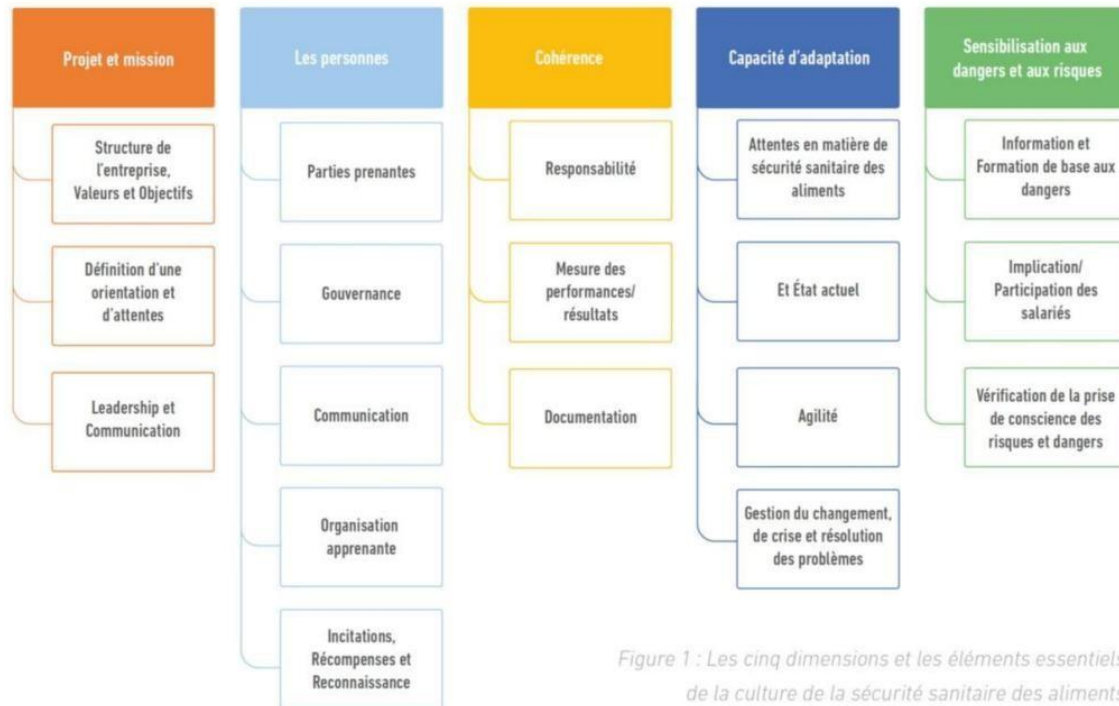 Projet et mission
Structure de
l'entreprise,
Valeurs et Objectifs
Définition d'une
orientation et
d'attentes
Leadership et
Communication
Les personnes
Parties prenantes
Gouvernance
Communication
Organisation
apprenante
Incitations,
Récompenses et
Reconnaissance
Cohérence
Responsabilité
Mesure des
performances/
résultats
Documentation
Capacité d'adaptation
Attentes en matière de
sécurité sanitaire des
aliments
Et État actuel
Agilité
Gestion du changement,
de crise et résolution
des problèmes
Sensibilisation aux
dangers et aux risques
Information et
Formation de base aux
dangers
Implication/
Participation des
salariés
Vérification de la prise
de conscience des
risques et dangers
Figure 1 : Les cinq dimensions et les éléments essentiels
de la culture de la sécurité sanitaire des aliments